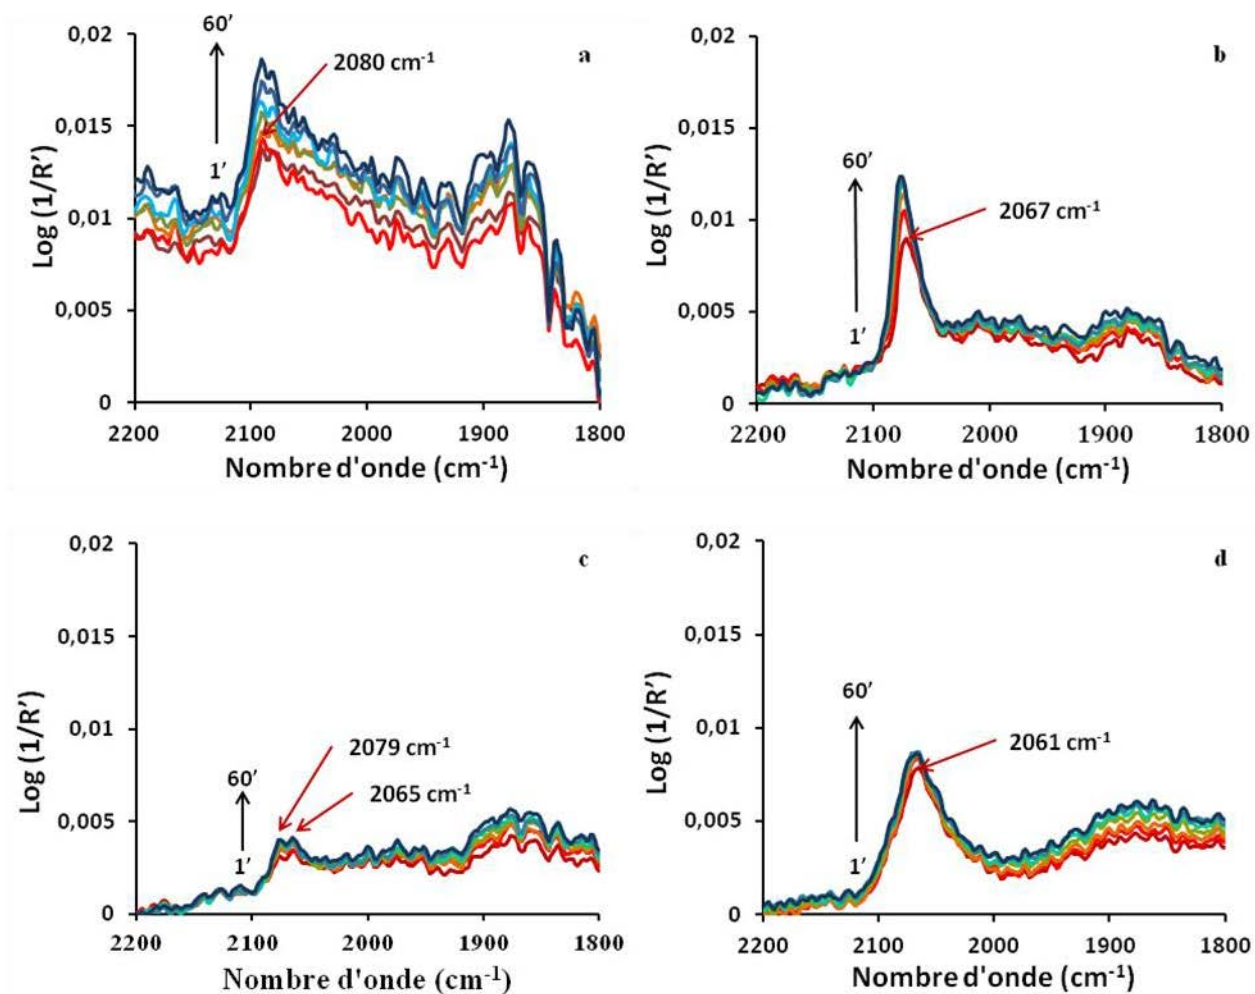 a
60’
1’
2080 cm-1
Log (1/R’)
0,02
0,015
0,01
0,005
0
2200 2100 2000 1900 1800
Nombre d'onde (cm-1)
b
60’
1’
2067 cm-1
Log (1/R’)
0,02
0,015
0,01
0,005
0
2200 2100 2000 1900 1800
Nombre d'onde (cm-1)
c
60’
1’
2079 cm-1
2065 cm-1
Log (1/R’)
0,02
0,015
0,01
0,005
0
2200 2100 2000 1900 1800
Nombre d'onde (cm-1)
d
60’
1’
2061 cm-1
Log (1/R’)
0,02
0,015
0,01
0,005
0
2200 2100 2000 1900 1800
Nombre d'onde (cm-1)